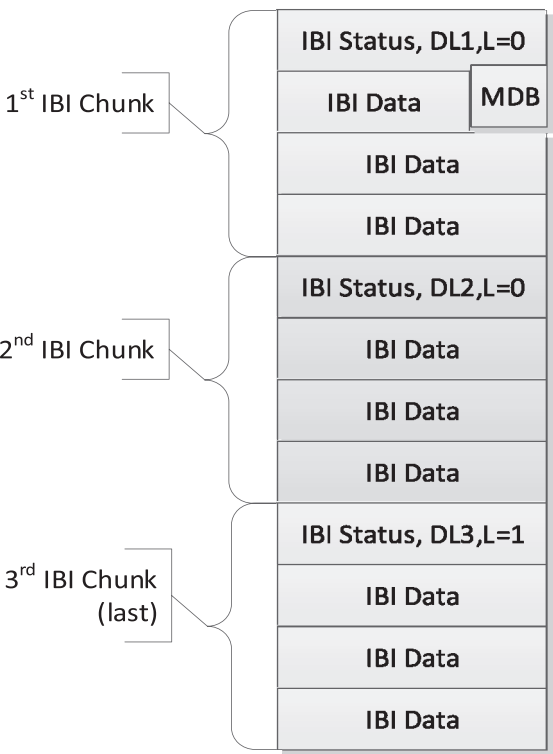 IBI Status, DL1,L=0
1st IBI Chunk
IBI Data
MDB
IBI Data
IBI Data
IBI Status, DL2,L=0
2nd IBI Chunk
IBI Data
IBI Data
IBI Data
IBI Status, DL3,L=1
3rd IBI Chunk
(last)
IBI Data
IBI Data
IBI Data